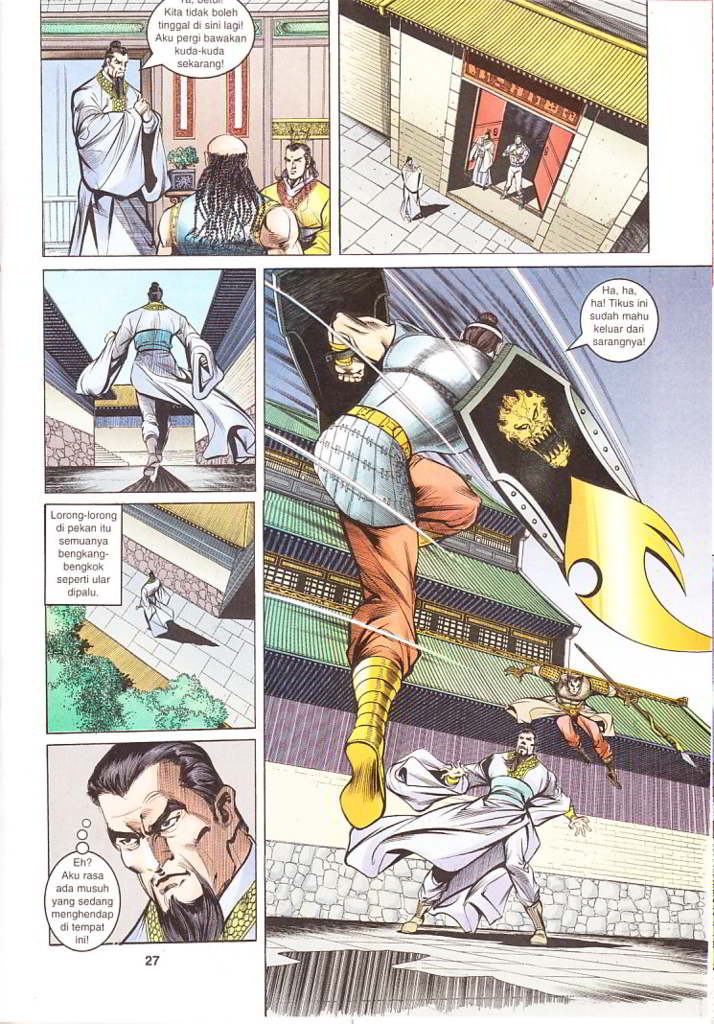 Ya, betul!
Kita tidak boleh
tinggal di sini lagi!
Aku pergi bawakan
kuda-kuda
sekarang!
Ha, ha,
ha! Tikus ini
sudah mahu
keluar dari
sarangnya!
Lorong-lorong
di pekan itu
semuanya
bengkang-
bengkok
seperti ular
dipalu.
Eh?
Aku rasa
ada musuh
yang sedang
menghendap
di tempat
ini!
27